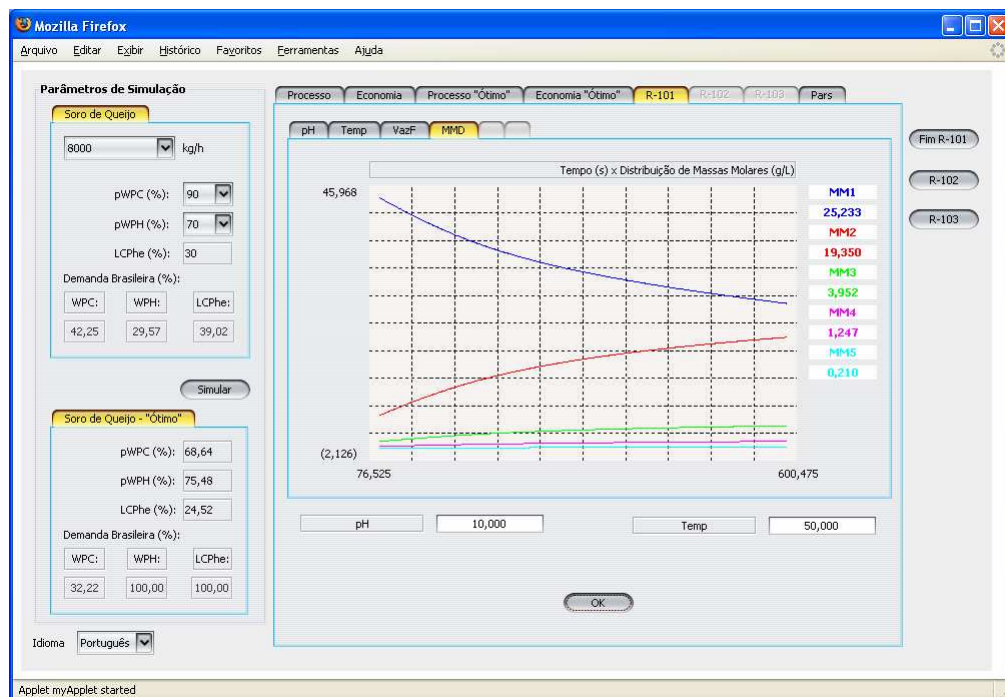 Mozilla Firefox
Arquivo Editar Exibir Histórico Favoritos Ferramentas Ajuda
Parâmetros de Simulação
Soro de Queijo
8000 kg/h
pWPC (%): 90
pWPH (%): 70
LCPhe (%): 30
Demanda Brasileira (%):
WPC: WPH: LCPhe:
42,25 29,57 39,02
Simular
Soro de Queijo - "Ótimo"
pWPC (%): 68,64
pWPH (%): 75,48
LCPhe (%): 24,52
Demanda Brasileira (%):
WPC: WPH: LCPhe:
32,22 100,00 100,00
Idioma Português
Processo Economia Processo "Ótimo" Economia "Ótimo" R-101 R-102 R-103 Pars
pH Temp VazF MMD
Tempo (s) x Distribuição de Massas Molares (g/L)
45,968
(2,126)
76,525 600,475
MM1
25,233
MM2
19,350
MM3
3,952
MM4
1,247
MM5
0,210
pH 10,000 Temp 50,000
OK
Fim R-101
R-102
R-103
Applet myApplet started